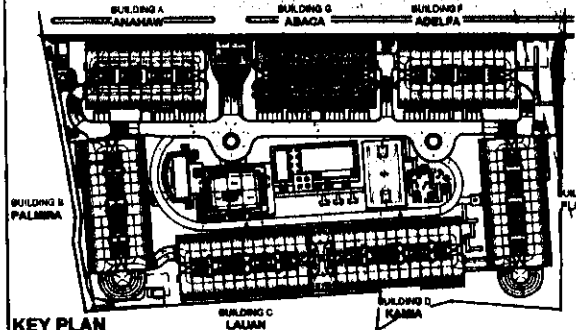 BUILDING A
ANAHAW
BUILDING G
ABACA
BUILDING F
ADELFA
BUILDING B
PALMIRA
BUILDING C
LAUAN
BUILDING D
KAMIA
KEY PLAN